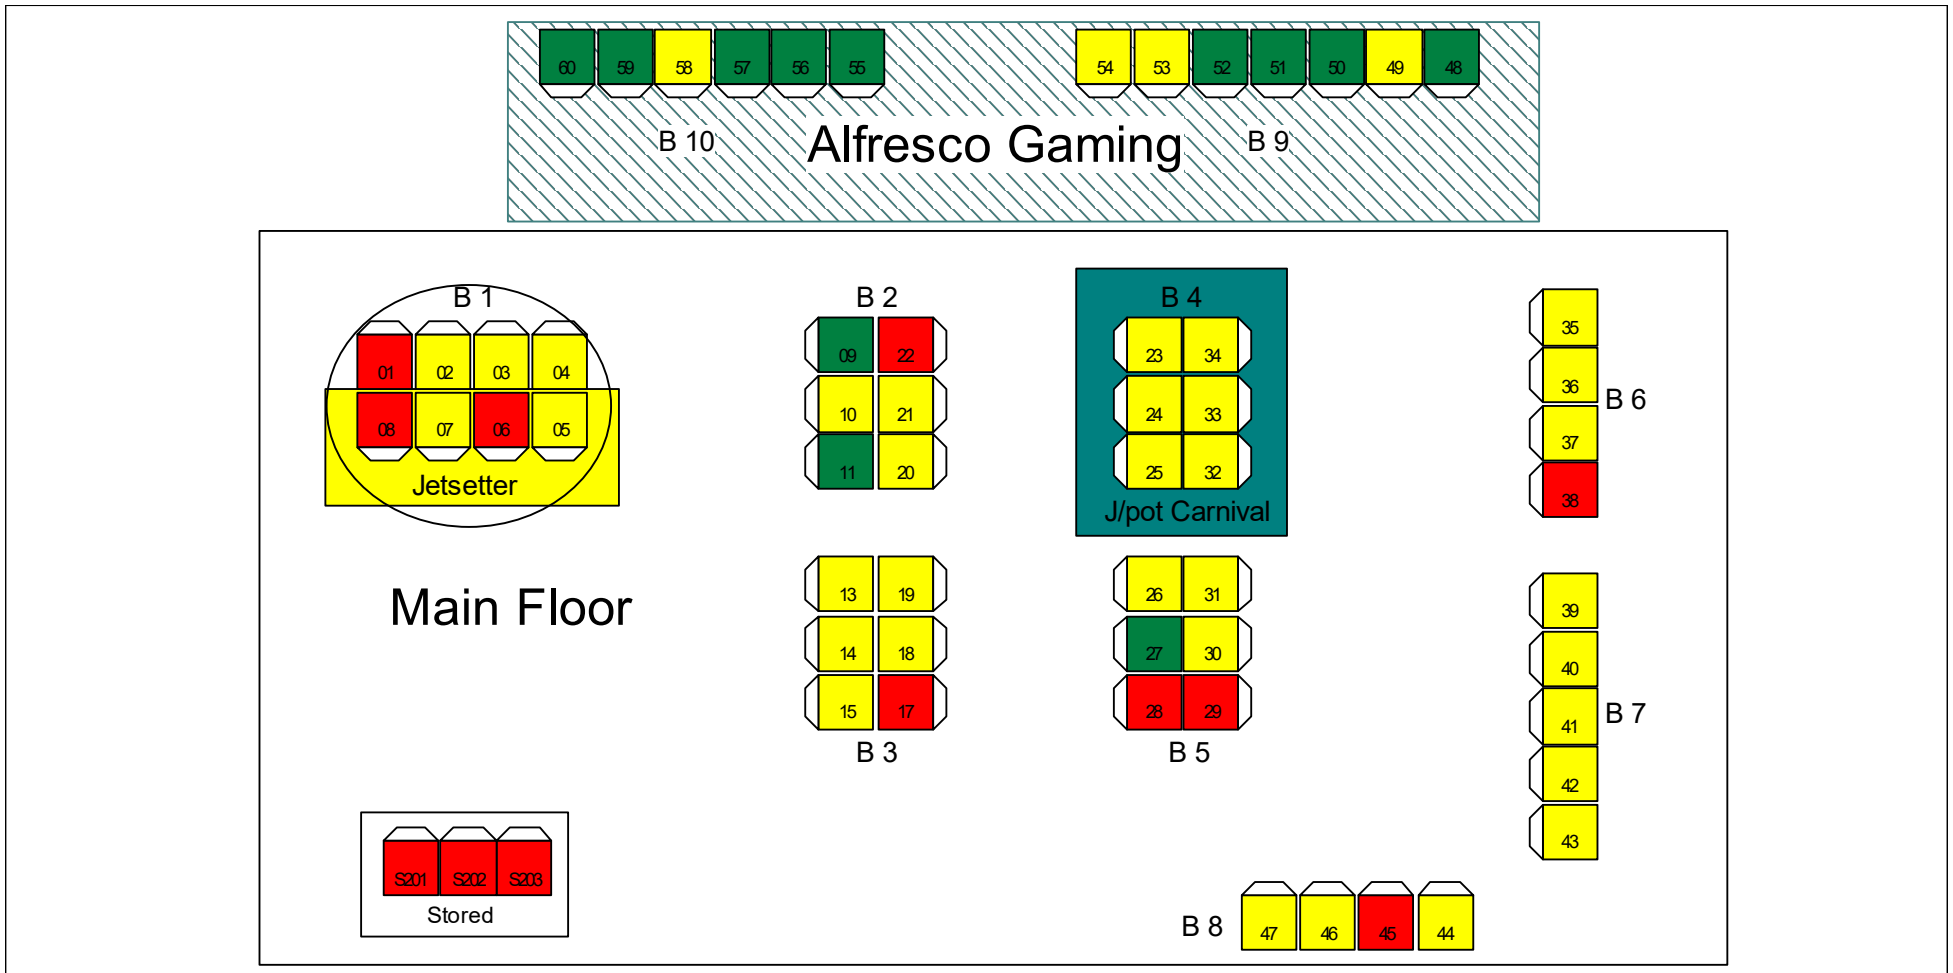 60 59 58 57 56 55 54 53 52 51 50 49 48
B 10 Alfresco Gaming B 9
B 1 B 2 B 4
01 02 03 04 09 22 23 34 35
08 07 06 05 10 21 24 33 36 B 6
11 20 25 32 37
Jetsetter J/pot Carnival 38
Main Floor 13 19 26 31 39
14 18 27 30 40
15 17 28 29 41 B 7
B 3 B 5
42
43
S201 S202 S203
Stored
B 8 47 46 45 44